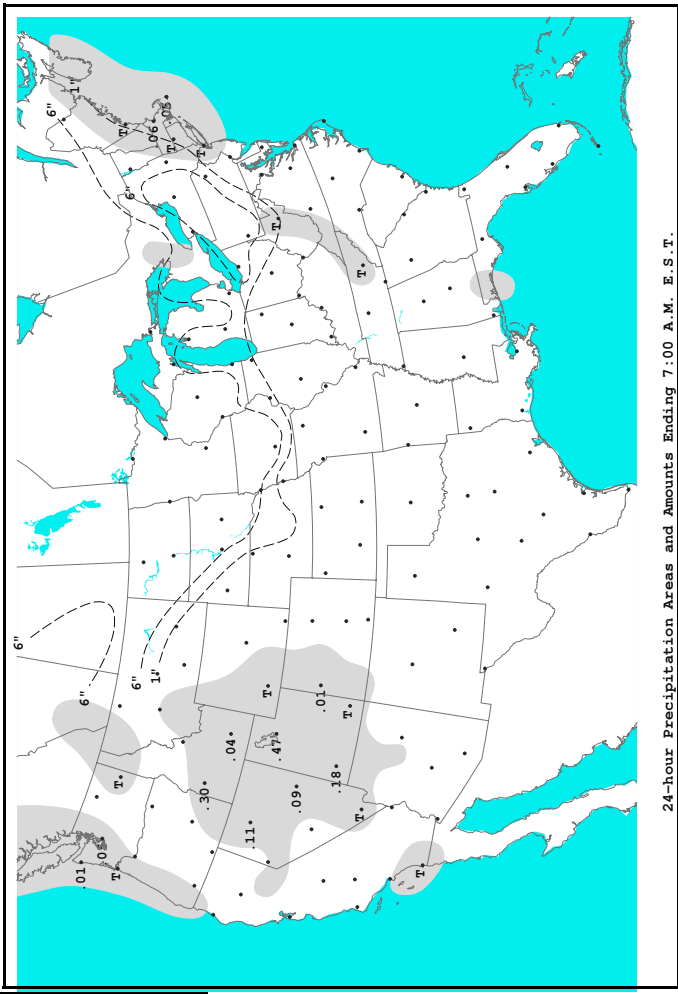 6"
6"
1"
.01
6"
.05
T
T
T
6"
6"
.06
1"
.05
T
T
.30
.04
.11
T
T
.47
.09
.01
.18
T
T
T
T
24-hour Precipitation Areas and Amounts Ending 7:00 A.M. E.S.T.